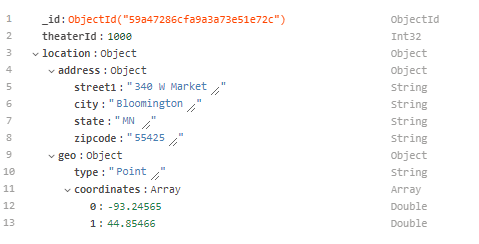 1 _id: ObjectId("59a47286cfa9a3a73e51e72c") ObjectId
2 theaterId: 1000 Int32
3 location: Object Object
4 address: Object Object
5 street1: "340 W Market" String
6 city: "Bloomington" String
7 state: "MN" String
8 zipcode: "55425" String
9 geo: Object Object
10 type: "Point" String
11 coordinates: Array Array
12 0: -93.24565 Double
13 1: 44.85466 Double